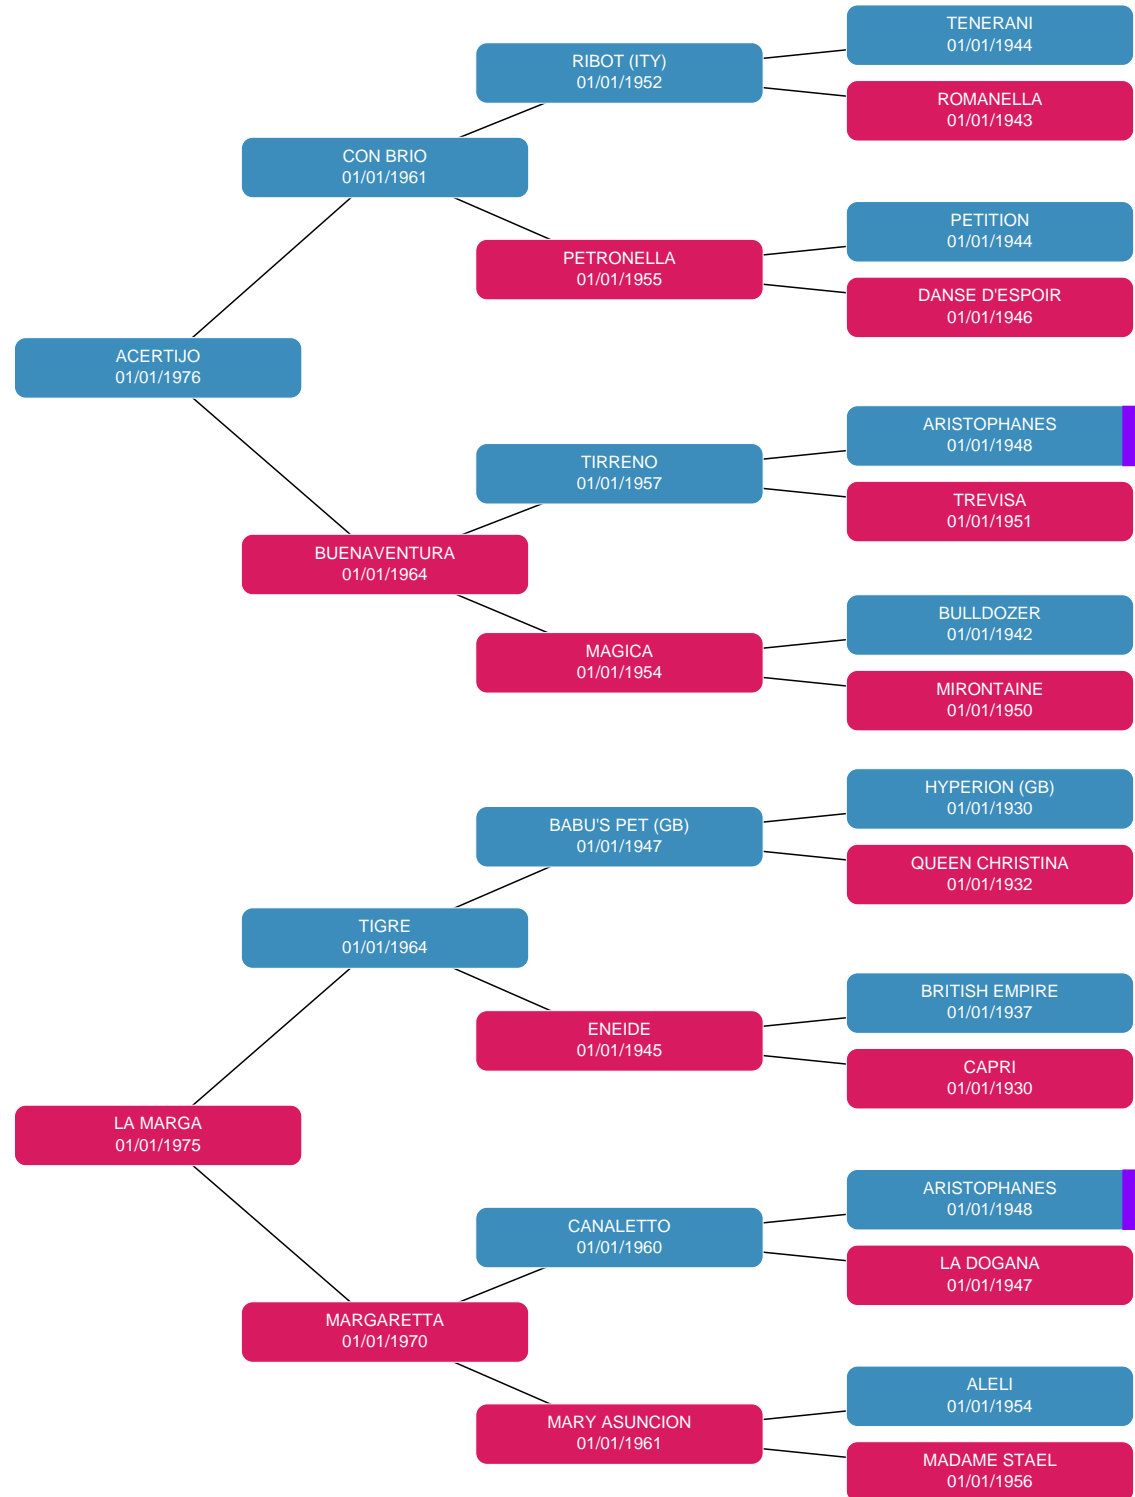 TENERANI
01/01/1944
RIBOT (ITY)
01/01/1952
ROMANELLA
01/01/1943
CON BRIO
01/01/1961
PETITION
01/01/1944
PETRONELLA
01/01/1955
DANSE D'ESPOIR
01/01/1946
ACERTIJO
01/01/1976
ARISTOPHANES
01/01/1948
TIRRENO
01/01/1957
TREVISA
01/01/1951
BUENAVENTURA
01/01/1964
BULLDOZER
01/01/1942
MAGICA
01/01/1954
MIRONTAINE
01/01/1950
HYPERION (GB)
01/01/1930
BABU'S PET (GB)
01/01/1947
QUEEN CHRISTINA
01/01/1932
TIGRE
01/01/1964
BRITISH EMPIRE
01/01/1937
ENEIDE
01/01/1945
CAPRI
01/01/1930
LA MARGA
01/01/1975
ARISTOPHANES
01/01/1948
CANALETTO
01/01/1960
LA DOGANA
01/01/1947
MARGARETTA
01/01/1970
ALELI
01/01/1954
MARY ASUNCION
01/01/1961
MADAME STAEL
01/01/1956